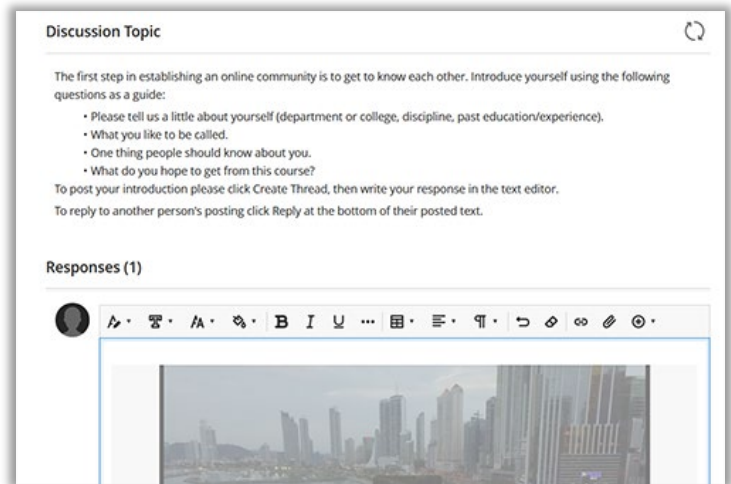 Discussion Topic
The first step in establishing an online community is to get to know each other. Introduce yourself using the following
questions as a guide:
• Please tell us a little about yourself (department or college, discipline, past education/experience).
• What you like to be called.
• One thing people should know about you.
• What do you hope to get from this course?
To post your introduction please click Create Thread, then write your response in the text editor.
To reply to another person's posting click Reply at the bottom of their posted text.
Responses (1)
B I U